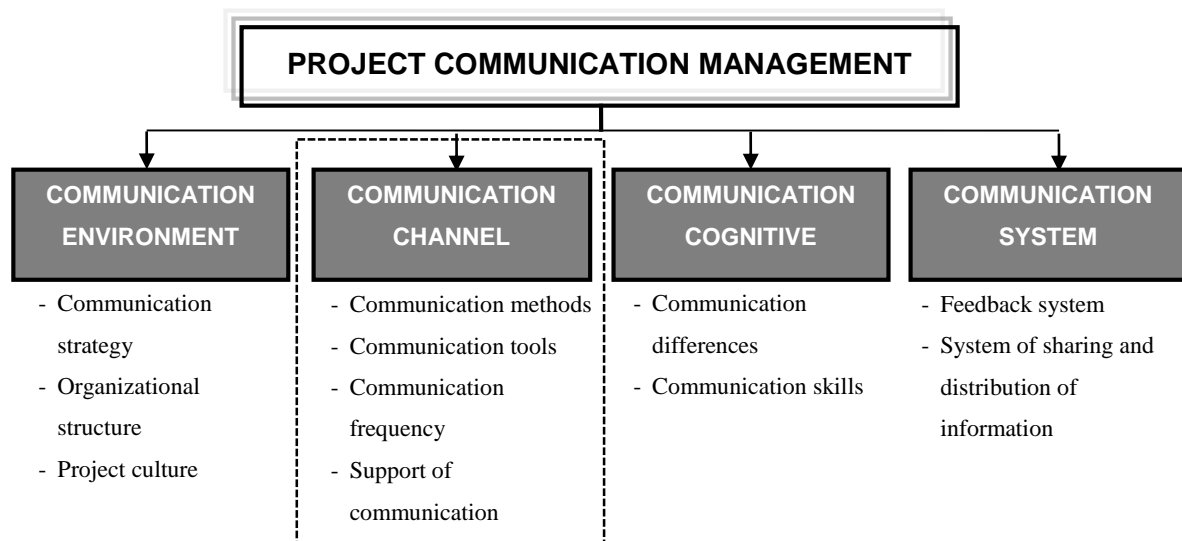 PROJECT COMMUNICATION MANAGEMENT
COMMUNICATION
ENVIRONMENT
- Communication
strategy
- Organizational
structure
- Project culture
COMMUNICATION
CHANNEL
- Communication methods
- Communication tools
- Communication
frequency
- Support of
communication
COMMUNICATION
COGNITIVE
- Communication
differences
- Communication skills
COMMUNICATION
SYSTEM
- Feedback system
- System of sharing and
distribution of
information